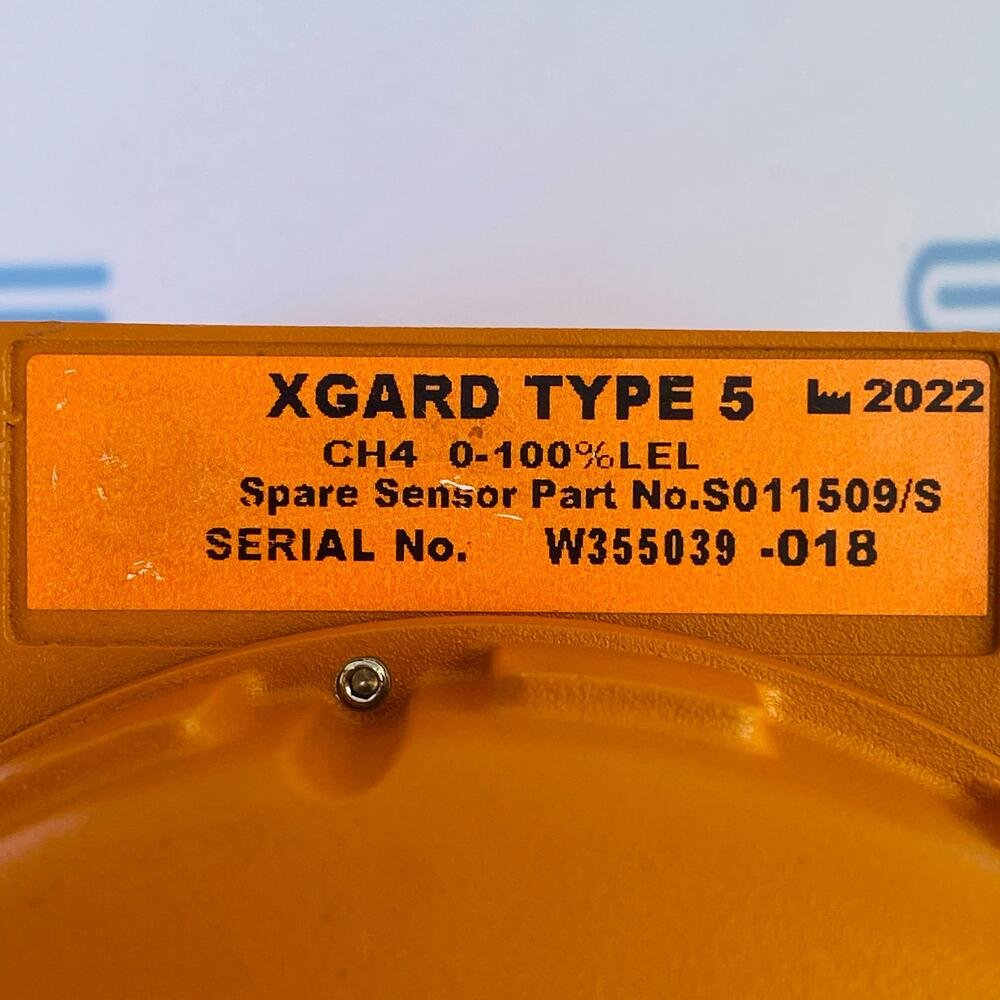 XGARD TYPE 5 2022
CH4 0-100%LEL
Spare Sensor Part No.S011509/S
SERIAL No. W355039 -018